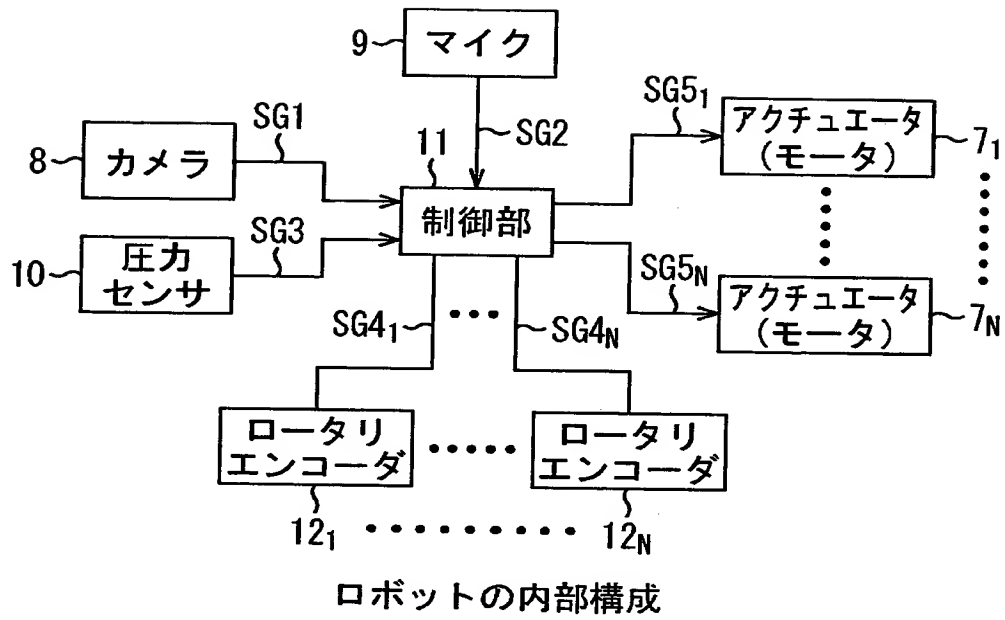 9 マイク
SG1
SG2
SG5₁
8 カメラ
11
アクチュエータ
(モータ)
7₁
制御部
SG3
10 圧力
センサ
SG5N
アクチュエータ
(モータ)
7N
SG4₁
SG4N
ロータリ
エンコーダ
ロータリ
エンコーダ
12₁
12N
ロボットの内部構成